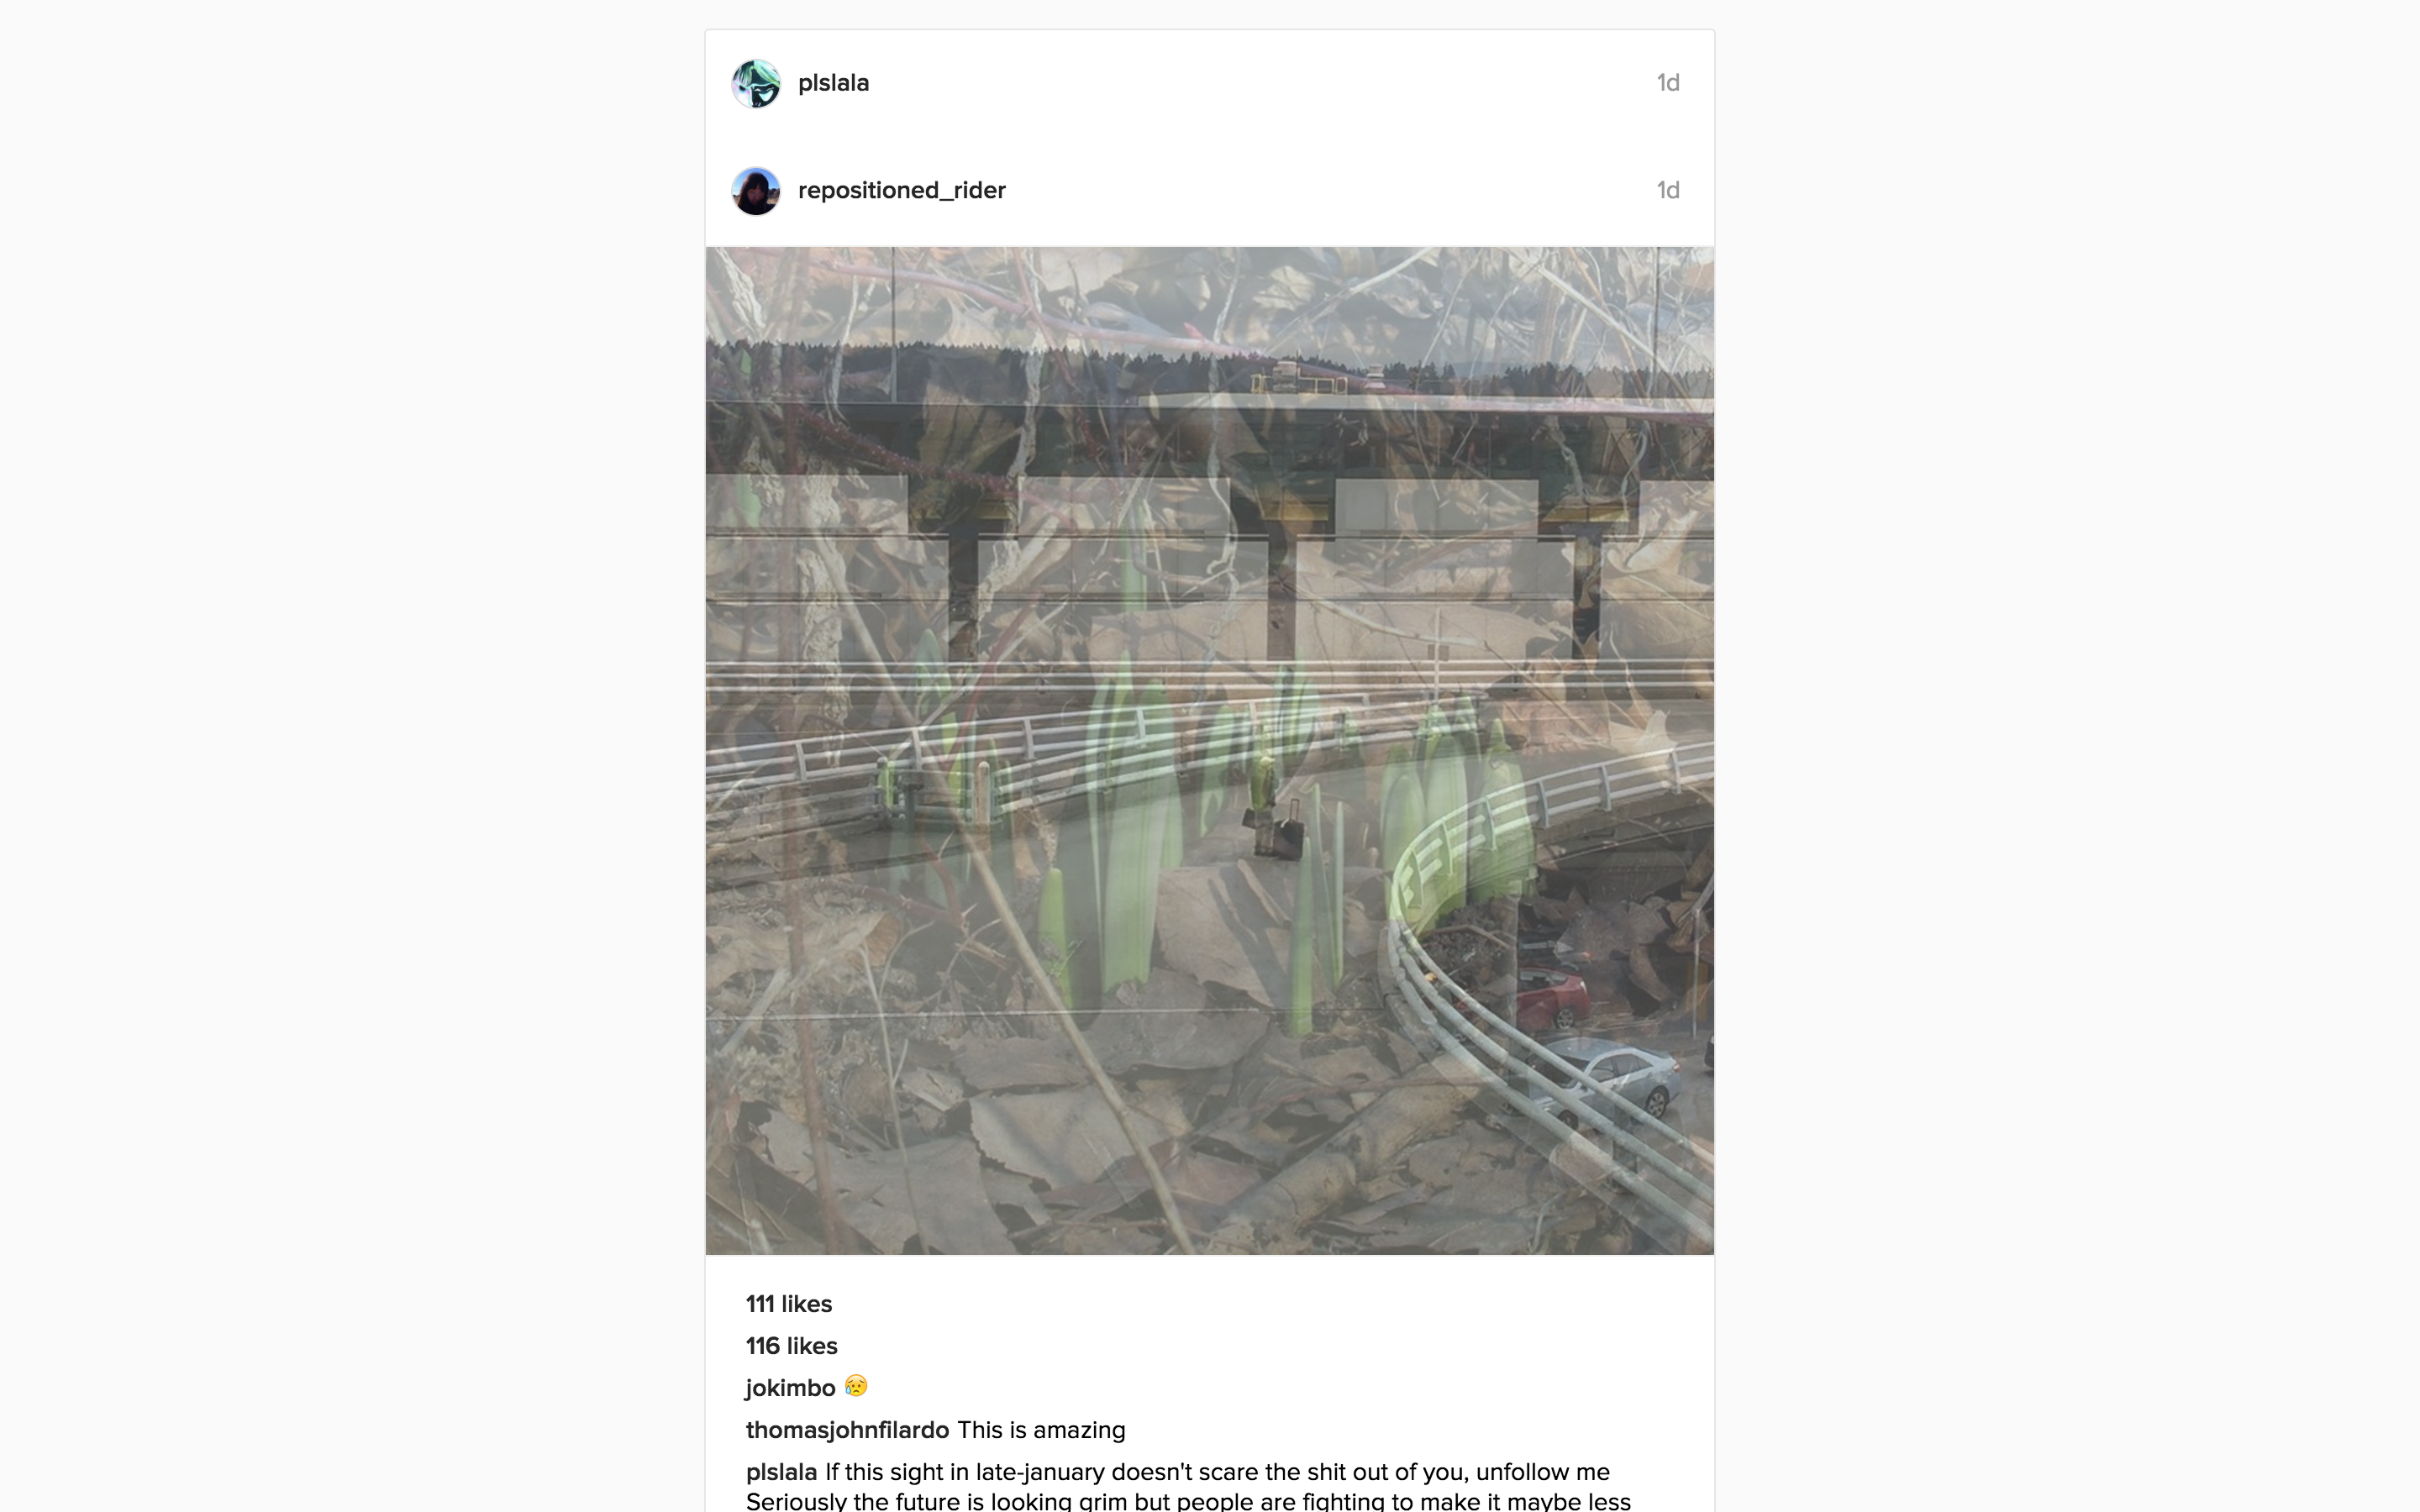 plslala 1d
repositioned_rider 1d
111 likes
116 likes
jokimbo 😥
thomasjohnfilardo This is amazing
plslala If this sight in late-january doesn't scare the shit out of you, unfollow me
Seriously the future is looking grim but people are fighting to make it maybe less